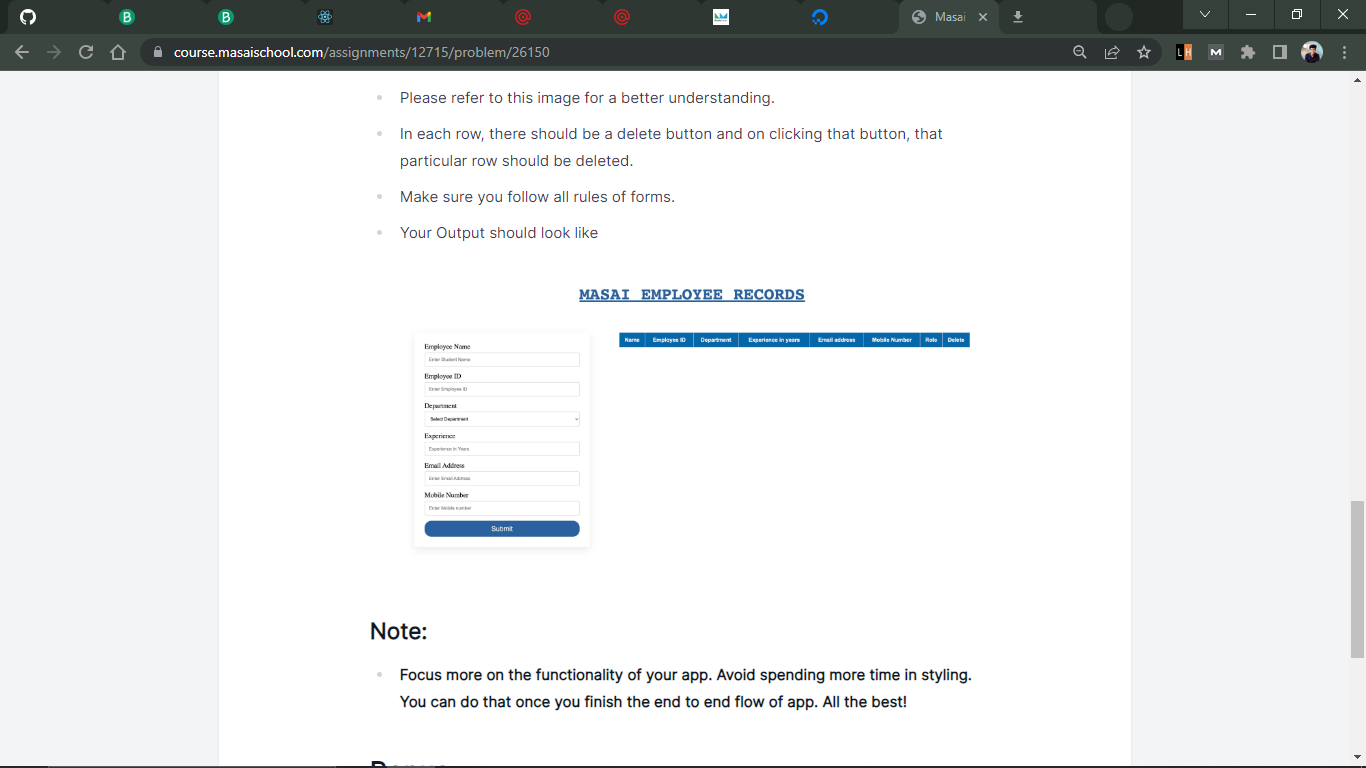 Masai
course.masaischool.com/assignments/12715/problem/26150
Please refer to this image for a better understanding.
In each row, there should be a delete button and on clicking that button, that
particular row should be deleted.
Make sure you follow all rules of forms.
Your Output should look like
MASAI EMPLOYEE RECORDS
Employee Name
Enter Student Name
Employee ID
Enter Employee ID
Department
Select Department
Experience
Experience in Years
Email Address
Enter Email Address
Mobile Number
Enter Mobile number
Submit
Name Employee ID Department Experience in years Email address Mobile Number Role Delete
Note:
Focus more on the functionality of your app. Avoid spending more time in styling.
You can do that once you finish the end to end flow of app. All the best!